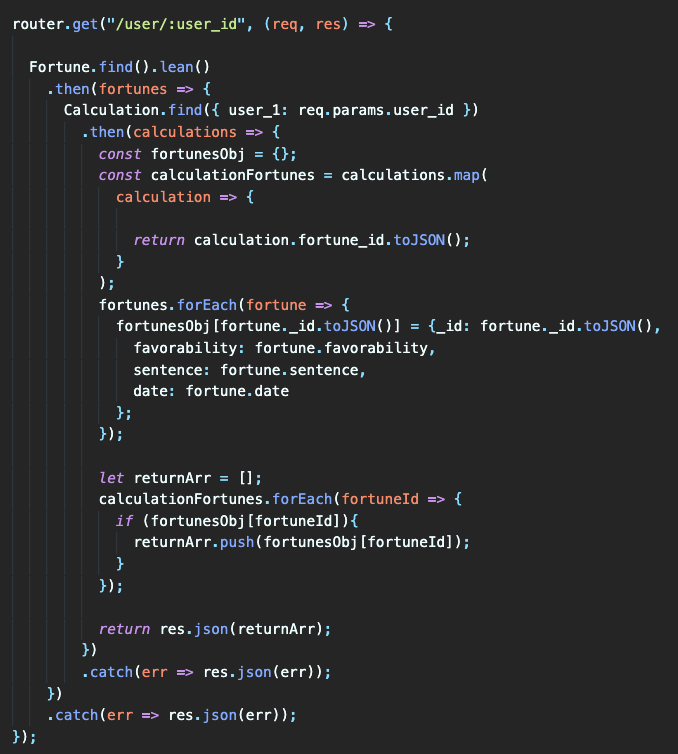 router.get("/user/:user_id", (req, res) => {
Fortune.find().lean()
.then(fortunes => {
Calculation.find({ user_1: req.params.user_id })
.then(calculations => {
const fortunesObj = {};
const calculationFortunes = calculations.map(
calculation => {
return calculation.fortune_id.toJSON();
}
);
fortunes.forEach(fortune => {
fortunesObj[fortune._id.toJSON()] = {_id: fortune._id.toJSON(),
favorability: fortune.favorability,
sentence: fortune.sentence,
date: fortune.date
};
});
let returnArr = [];
calculationFortunes.forEach(fortuneId => {
if (fortunesObj[fortuneId]){
returnArr.push(fortunesObj[fortuneId]);
}
});
return res.json(returnArr);
})
.catch(err => res.json(err));
})
.catch(err => res.json(err));
});